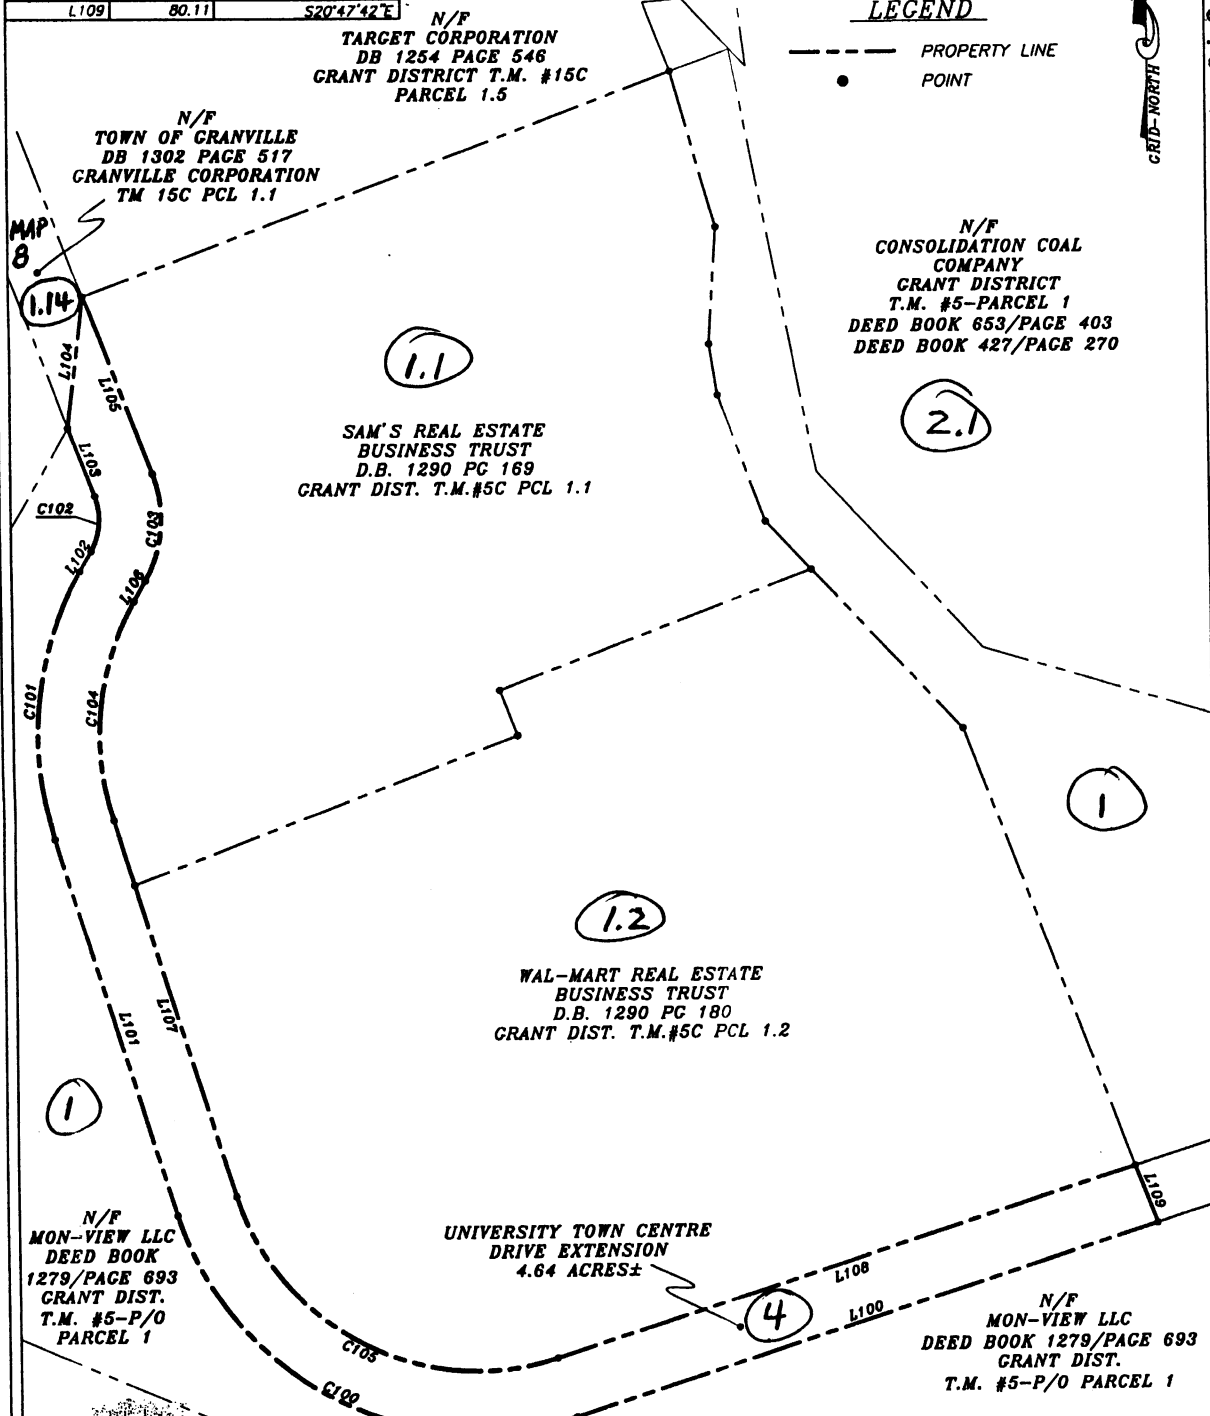 L109 80.11 S20°47'42"E
N/F
TARGET CORPORATION
DB 1254 PAGE 546
GRANT DISTRICT T.M. #15C
PARCEL 1.5
LEGEND
PROPERTY LINE
POINT
GRID-NORTH
N/F
TOWN OF GRANVILLE
DB 1302 PAGE 517
GRANVILLE CORPORATION
TM 15C PCL 1.1
MAP
8
1.14
N/F
CONSOLIDATION COAL
COMPANY
GRANT DISTRICT
T.M. #5-PARCEL 1
DEED BOOK 653/PAGE 403
DEED BOOK 427/PAGE 270
2.1
1.1
SAM'S REAL ESTATE
BUSINESS TRUST
D.B. 1290 PG 169
GRANT DIST. T.M.#5C PCL 1.1
L104
L105
L103
C102
C103
L102
L106
C101
C104
1
1.2
WAL-MART REAL ESTATE
BUSINESS TRUST
D.B. 1290 PG 180
GRANT DIST. T.M.#5C PCL 1.2
L101
L107
1
N/F
MON-VIEW LLC
DEED BOOK
1279/PAGE 693
GRANT DIST.
T.M. #5-P/O
PARCEL 1
UNIVERSITY TOWN CENTRE
DRIVE EXTENSION
4.64 ACRES±
L109
L108
L100
4
C105
C100
N/F
MON-VIEW LLC
DEED BOOK 1279/PAGE 693
GRANT DIST.
T.M. #5-P/O PARCEL 1